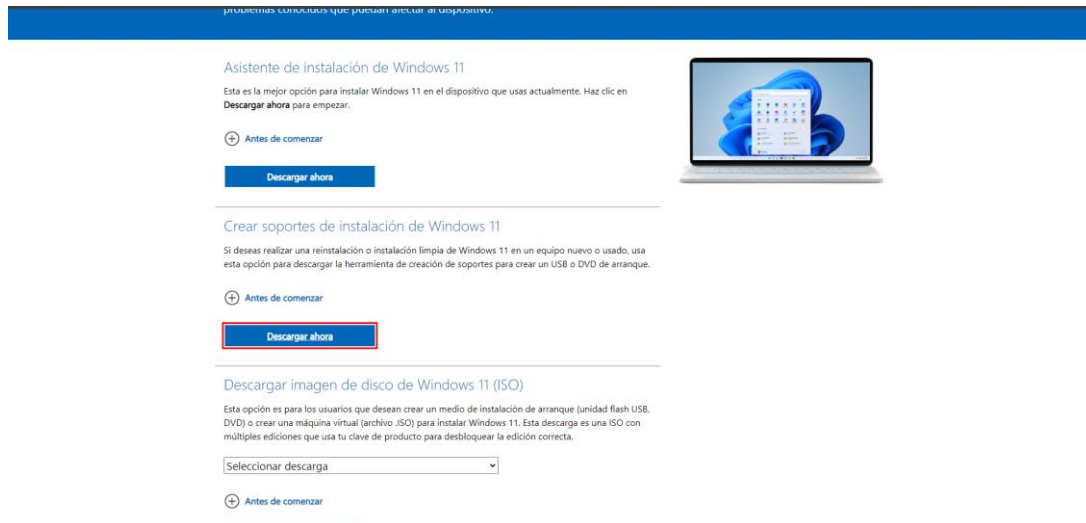 problemas conocidos que puedan afectar al dispositivo.
Asistente de instalación de Windows 11
Esta es la mejor opción para instalar Windows 11 en el dispositivo que usas actualmente. Haz clic en
Descargar ahora para empezar.
Antes de comenzar
Descargar ahora
Crear soportes de instalación de Windows 11
Si deseas realizar una reinstalación o instalación limpia de Windows 11 en un equipo nuevo o usado, usa
esta opción para descargar la herramienta de creación de soportes para crear un USB o DVD de arranque.
Antes de comenzar
Descargar ahora
Descargar imagen de disco de Windows 11 (ISO)
Esta opción es para los usuarios que desean crear un medio de instalación de arranque (unidad flash USB,
DVD) o crear una máquina virtual (archivo .ISO) para instalar Windows 11. Esta descarga es una ISO con
múltiples ediciones que usa tu clave de producto para desbloquear la edición correcta.
Seleccionar descarga
Antes de comenzar